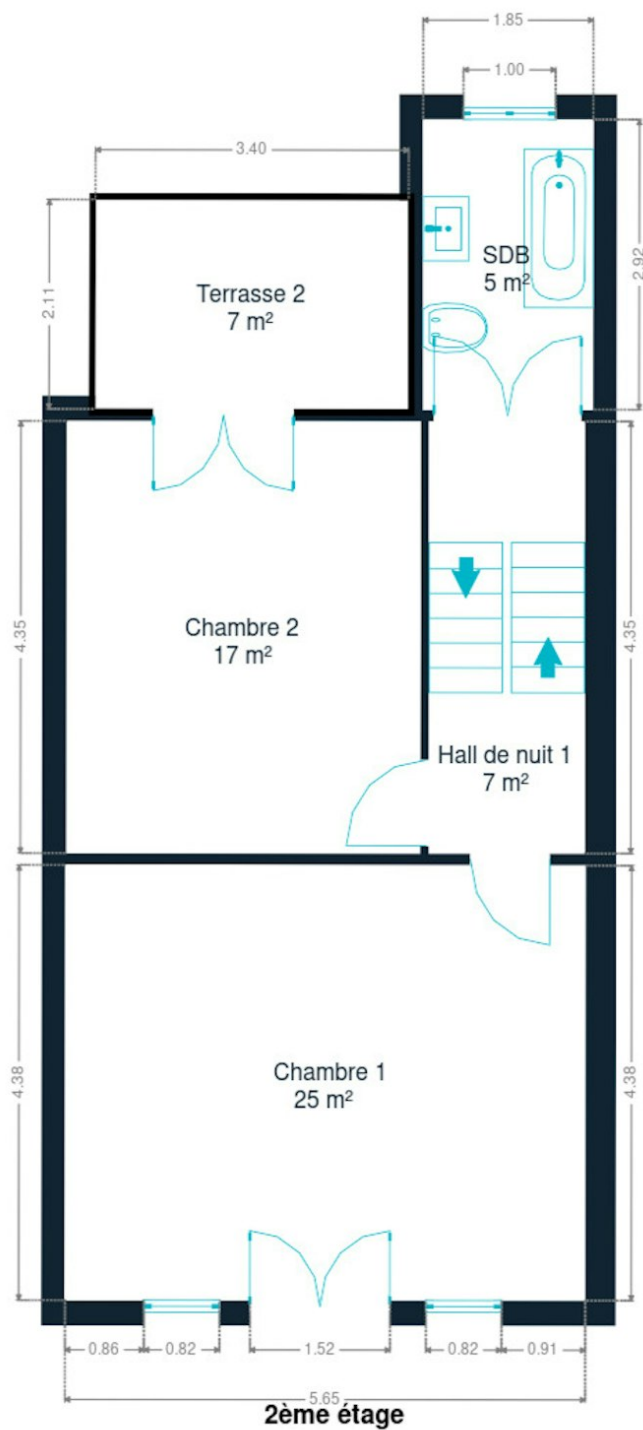 1.85
1.00
3.40
2.11
Terrasse 2
7 m²
SDB
5 m²
2.92
4.35
Chambre 2
17 m²
4.35
Hall de nuit 1
7 m²
4.38
Chambre 1
25 m²
4.38
0.86
0.82
1.52
0.82
0.91
5.65
2ème étage